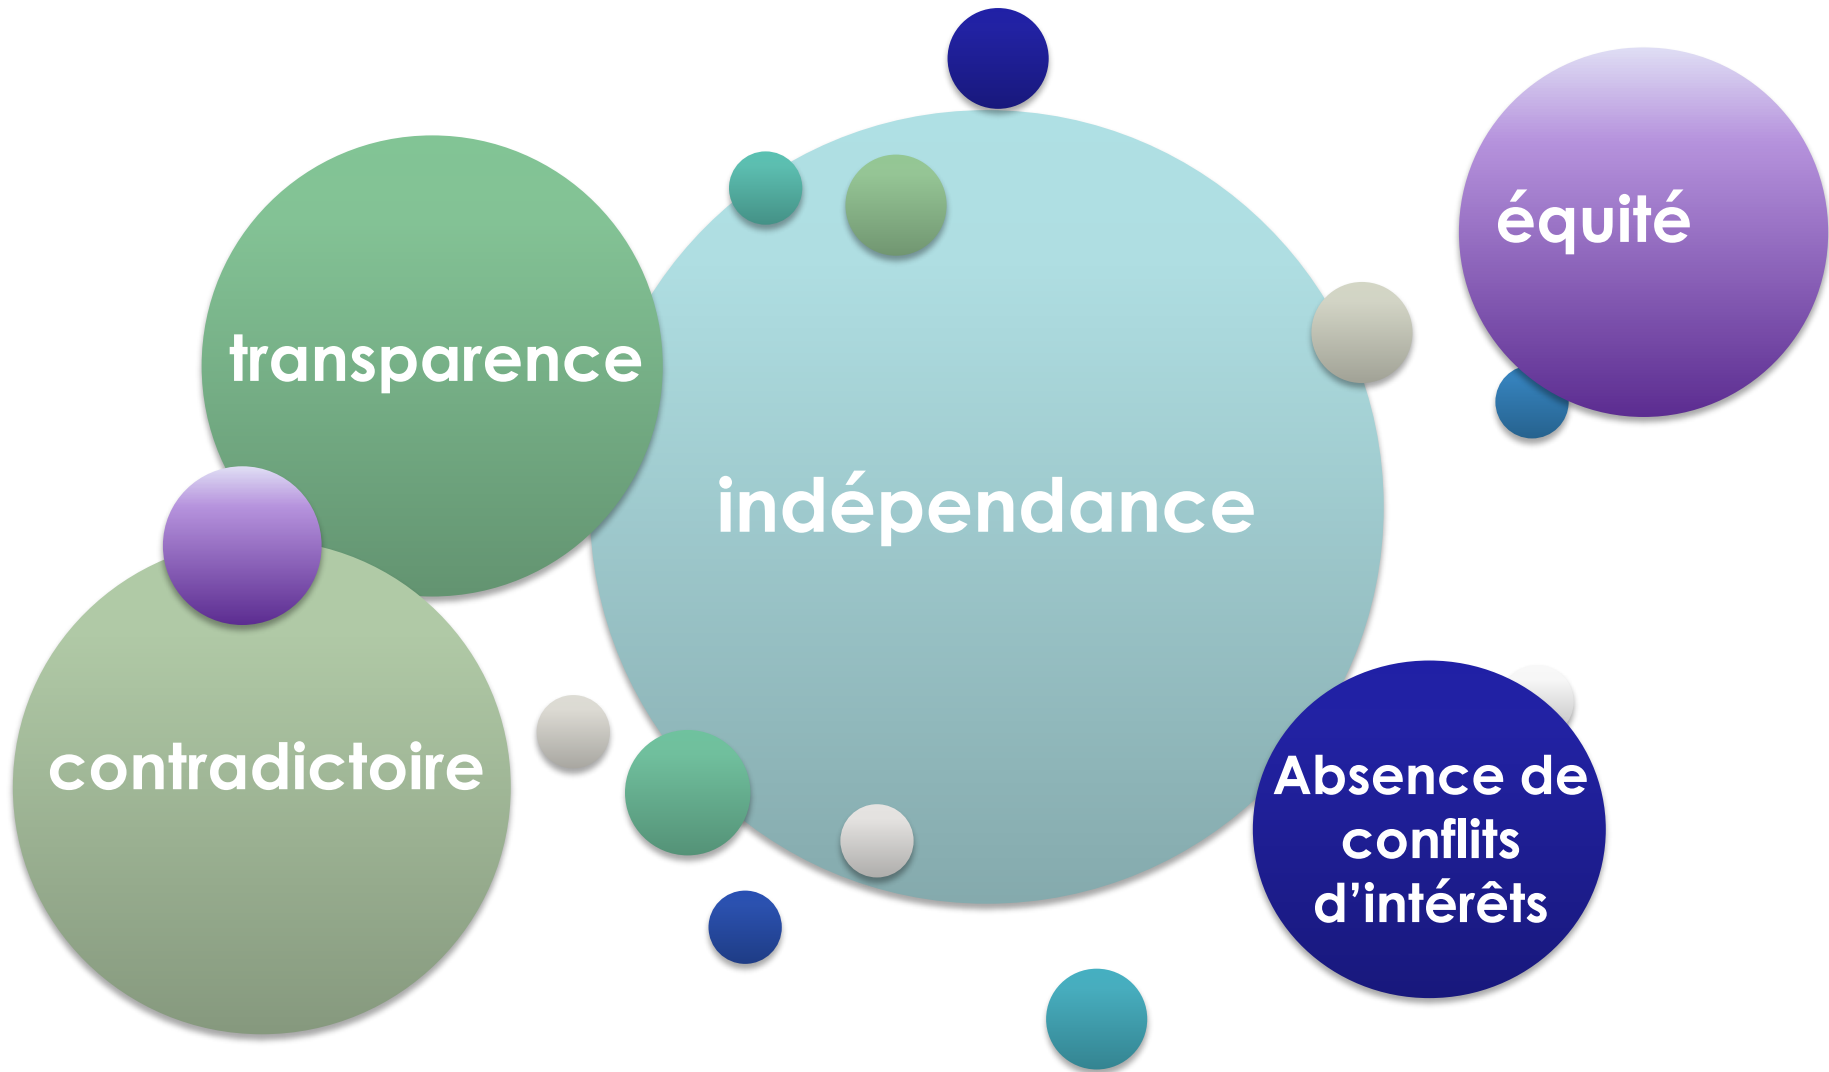 équité
transparence
indépendance
contradictoire
Absence de
conflits
d’intérêts